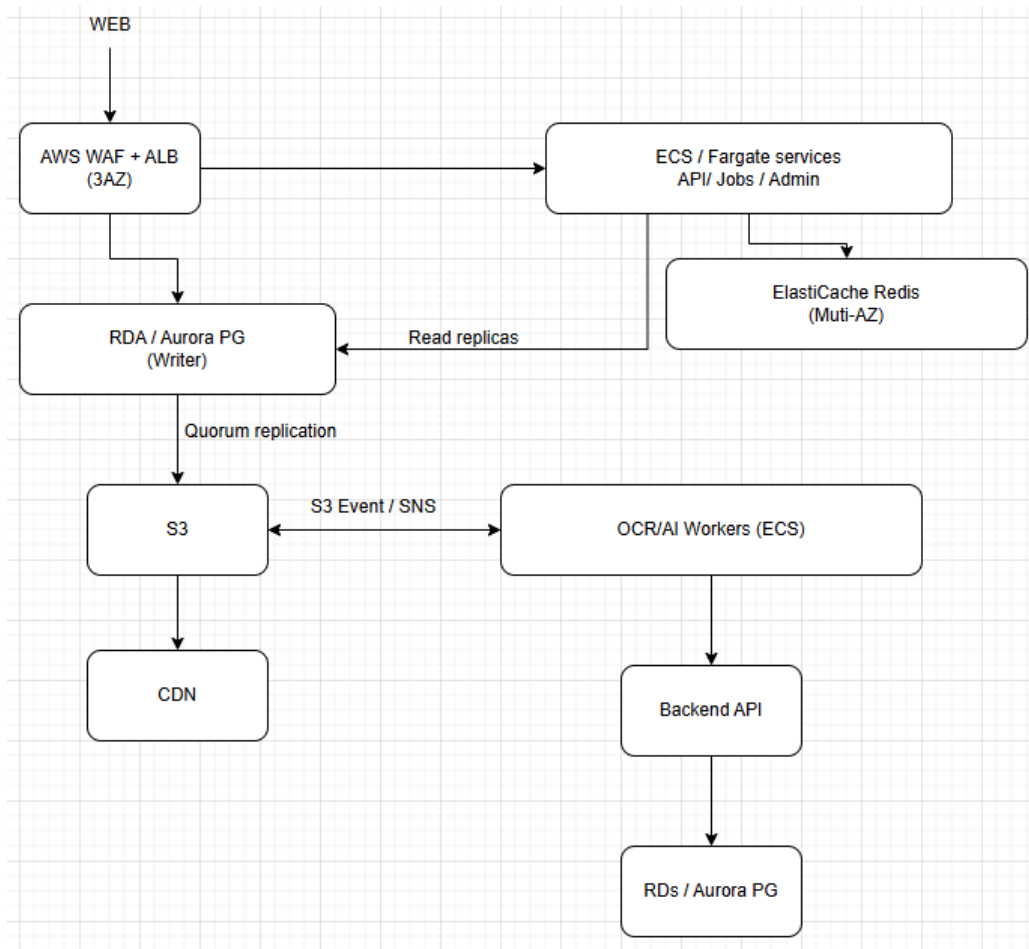 WEB
AWS WAF + ALB
(3AZ)
ECS / Fargate services
API/ Jobs / Admin
ElastiCache Redis
(Muti-AZ)
RDA / Aurora PG
(Writer)
Read replicas
Quorum replication
S3
S3 Event / SNS
OCR/AI Workers (ECS)
CDN
Backend API
RDs / Aurora PG